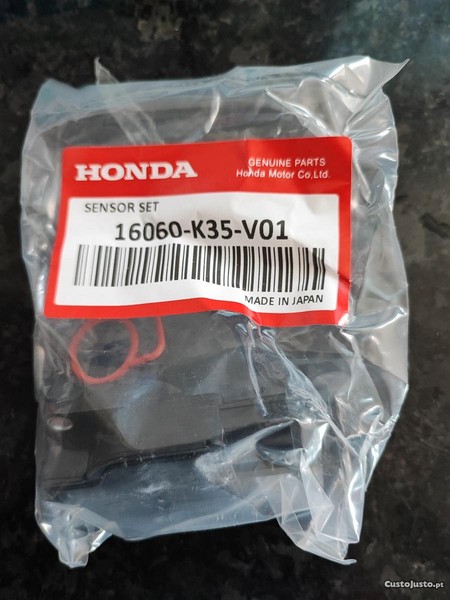 HONDA
GENUINE PARTS
Honda Motor Co.,Ltd.
SENSOR SET
16060-K35-V01
MADE IN JAPAN
CustoJusto.pt